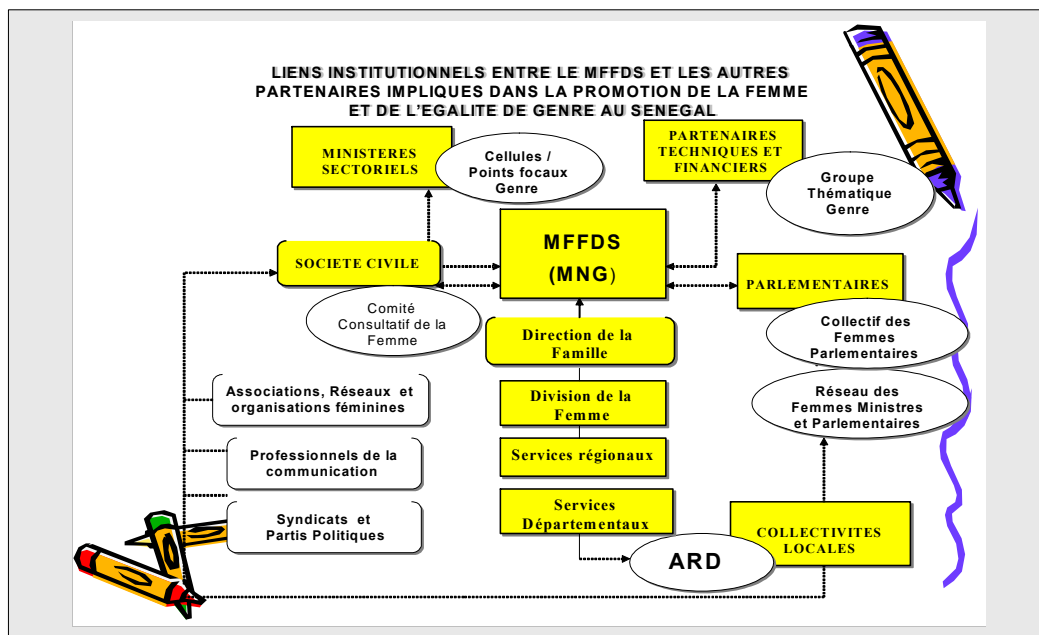 LIENS INSTITUTIONNELS ENTRE LE MFFDS ET LES AUTRES
PARTENAIRES IMPLIQUES DANS LA PROMOTION DE LA FEMME
ET DE L'EGALITE DE GENRE AU SENEGAL
MINISTERES
SECTORIELS
Cellules /
Points focaux
Genre
PARTENAIRES
TECHNIQUES ET
FINANCIERS
Groupe
Thématique
Genre
SOCIETE CIVILE
MFFDS
(MNG)
PARLEMENTAIRES
Comité
Consultatif de la
Femme
Collectif des
Femmes
Parlementaires
Direction de la
Famille
Réseau des
Femmes Ministres
et Parlementaires
Associations, Réseaux et
organisations féminines
Division de la
Femme
Professionnels de la
communication
Services régionaux
Syndicats et
Partis Politiques
Services
Départementaux
ARD
COLLECTIVITES
LOCALES